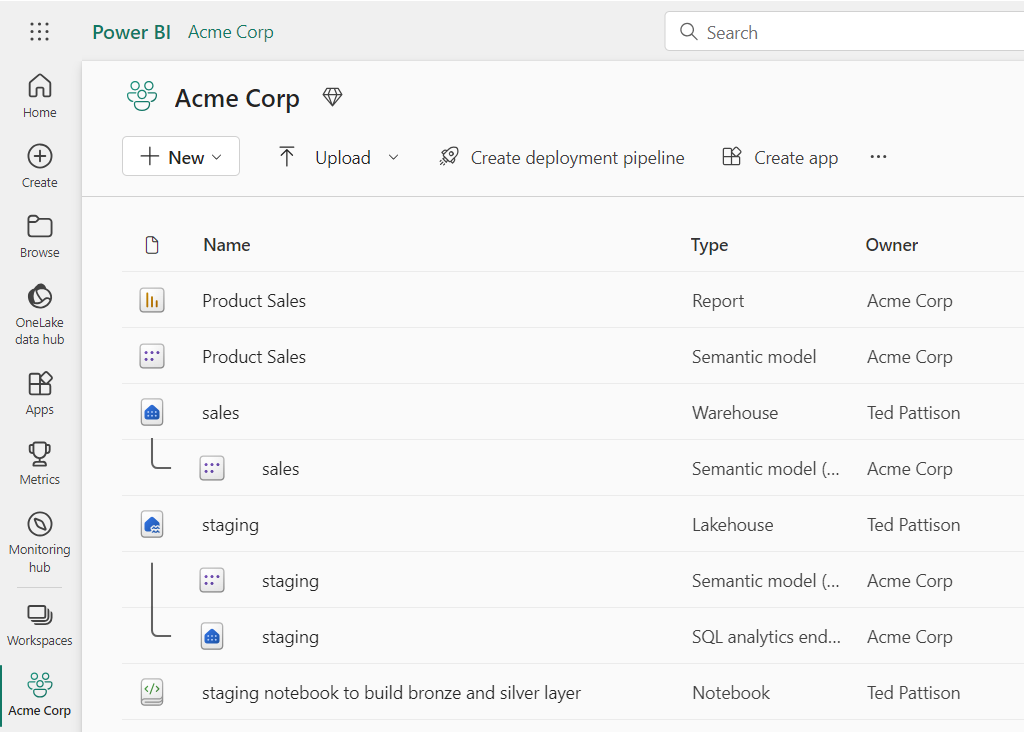 Power BI Acme Corp Search
Home
Create
Browse
OneLake
data hub
Apps
Metrics
Monitoring
hub
Workspaces
Acme Corp
Acme Corp
New Upload Create deployment pipeline Create app ...
Name Type Owner
Product Sales Report Acme Corp
Product Sales Semantic model Acme Corp
sales Warehouse Ted Pattison
sales Semantic model (... Acme Corp
staging Lakehouse Ted Pattison
staging Semantic model (... Acme Corp
staging SQL analytics end... Acme Corp
staging notebook to build bronze and silver layer Notebook Ted Pattison